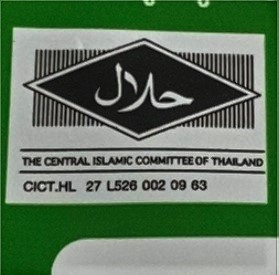 حلال
THE CENTRAL ISLAMIC COMMITTEE OF THAILAND
CICT.HL 27 L526 002 09 63